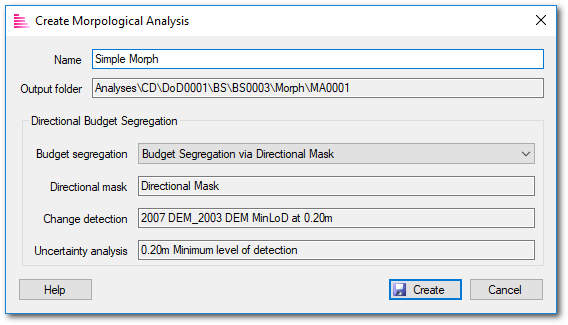 Create Morpological Analysis
Name Simple Morph
Output folder Analyses\CD\DoD0001\BS\BS0003\Morph\MA0001
Directional Budget Segregation
Budget segregation Budget Segregation via Directional Mask
Directional mask Directional Mask
Change detection 2007 DEM_2003 DEM MinLoD at 0.20m
Uncertainty analysis 0.20m Minimum level of detection
Help Create Cancel